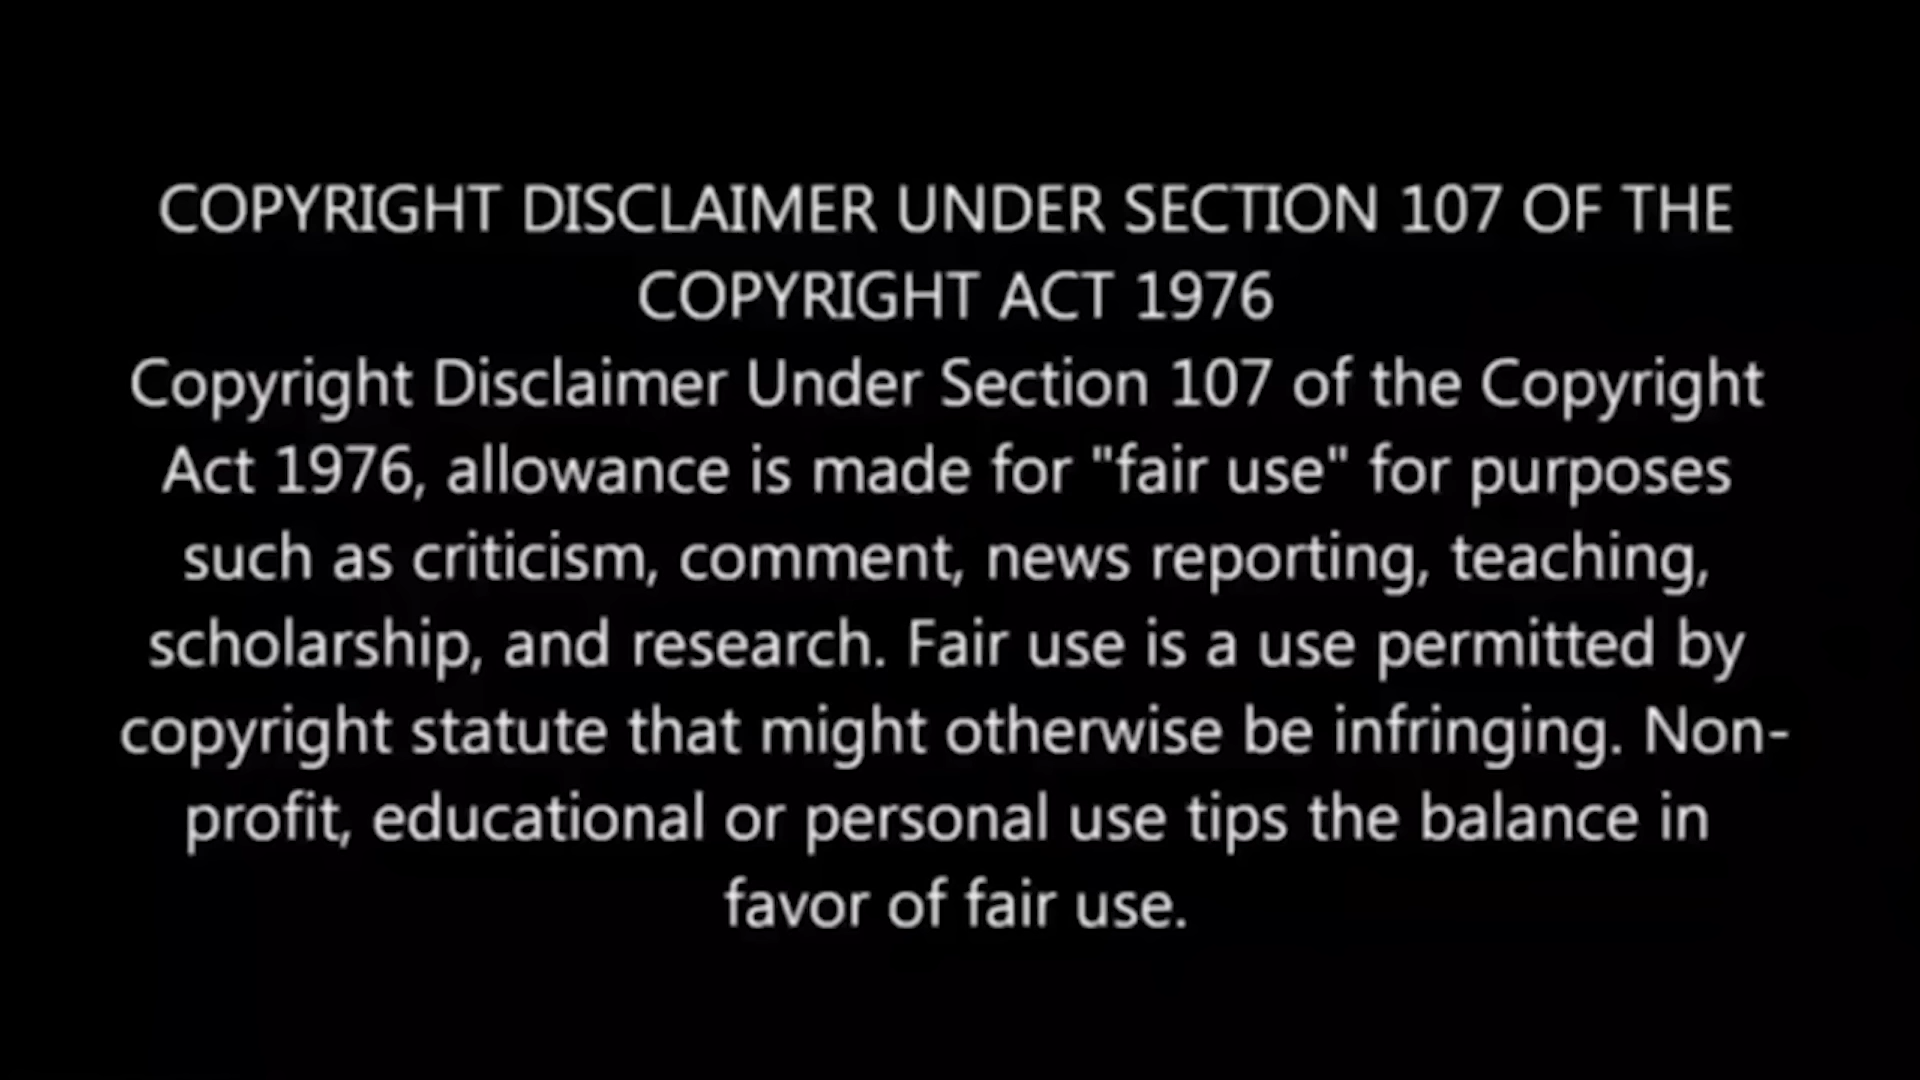 COPYRIGHT DISCLAIMER UNDER SECTION 107 OF THE
COPYRIGHT ACT 1976
Copyright Disclaimer Under Section 107 of the Copyright
Act 1976, allowance is made for "fair use" for purposes
such as criticism, comment, news reporting, teaching,
scholarship, and research. Fair use is a use permitted by
copyright statute that might otherwise be infringing. Non-
profit, educational or personal use tips the balance in
favor of fair use.